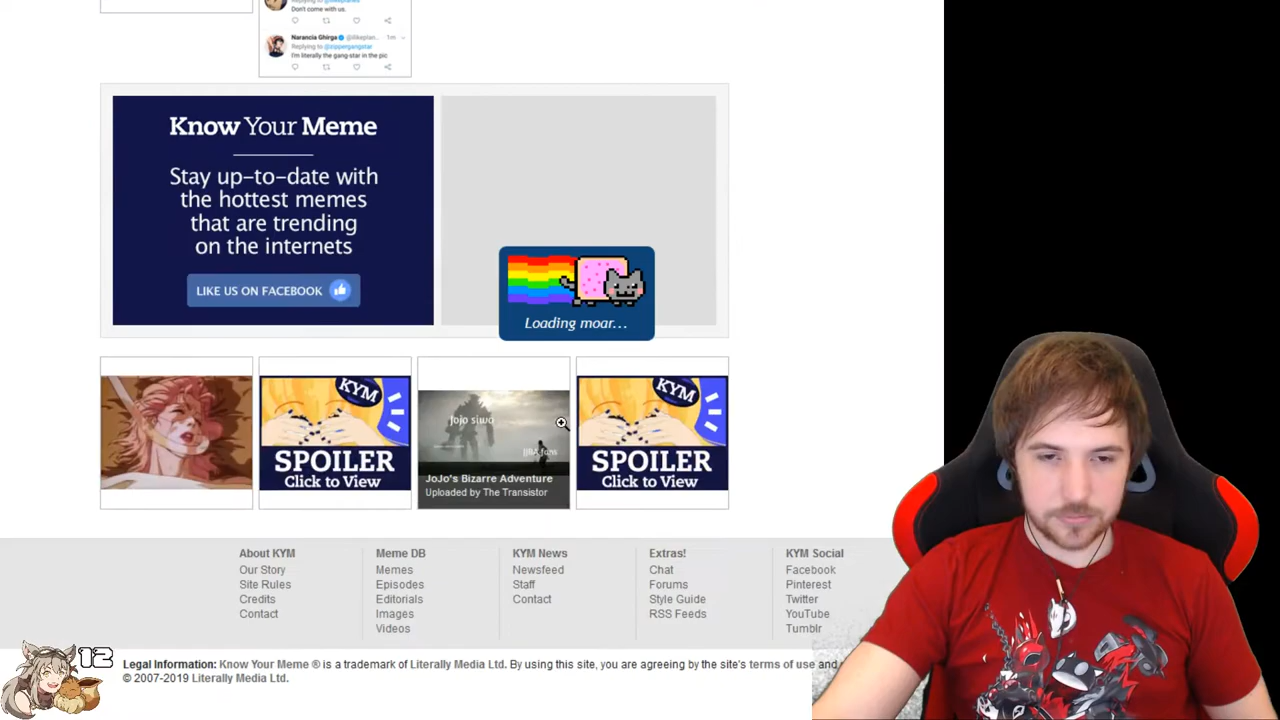 Don't come with us.
Narancia Ghirga @ilikeplan... 1m
Replying to @zippergangstar
I'm literally the gang-star in the pic
Know Your Meme
Stay up-to-date with
the hottest memes
that are trending
on the internets
LIKE US ON FACEBOOK
Loading moar...
KYM
SPOILER
Click to View
jojo siwa
JJBA fans
JoJo's Bizarre Adventure
Uploaded by The Transistor
KYM
SPOILER
Click to View
About KYM
Our Story
Site Rules
Credits
Contact
Meme DB
Memes
Episodes
Editorials
Images
Videos
KYM News
Newsfeed
Staff
Contact
Extras!
Chat
Forums
Style Guide
RSS Feeds
KYM Social
Facebook
Pinterest
Twitter
YouTube
Tumblr
12
Legal Information: Know Your Meme ® is a trademark of Literally Media Ltd. By using this site, you are agreeing by the site's terms of use and
© 2007-2019 Literally Media Ltd.